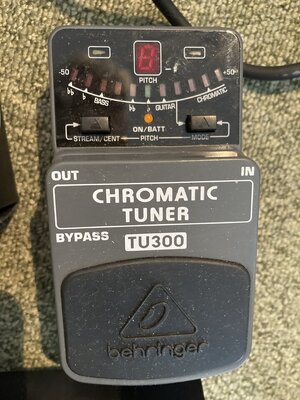 8
-50 PITCH +50
♭♭ BASS ♭♭ ♭ GUITAR CHROMATIC
ON/BATT.
STREAM/CENT PITCH MODE
OUT IN
CHROMATIC
TUNER
BYPASS TU300
behringer